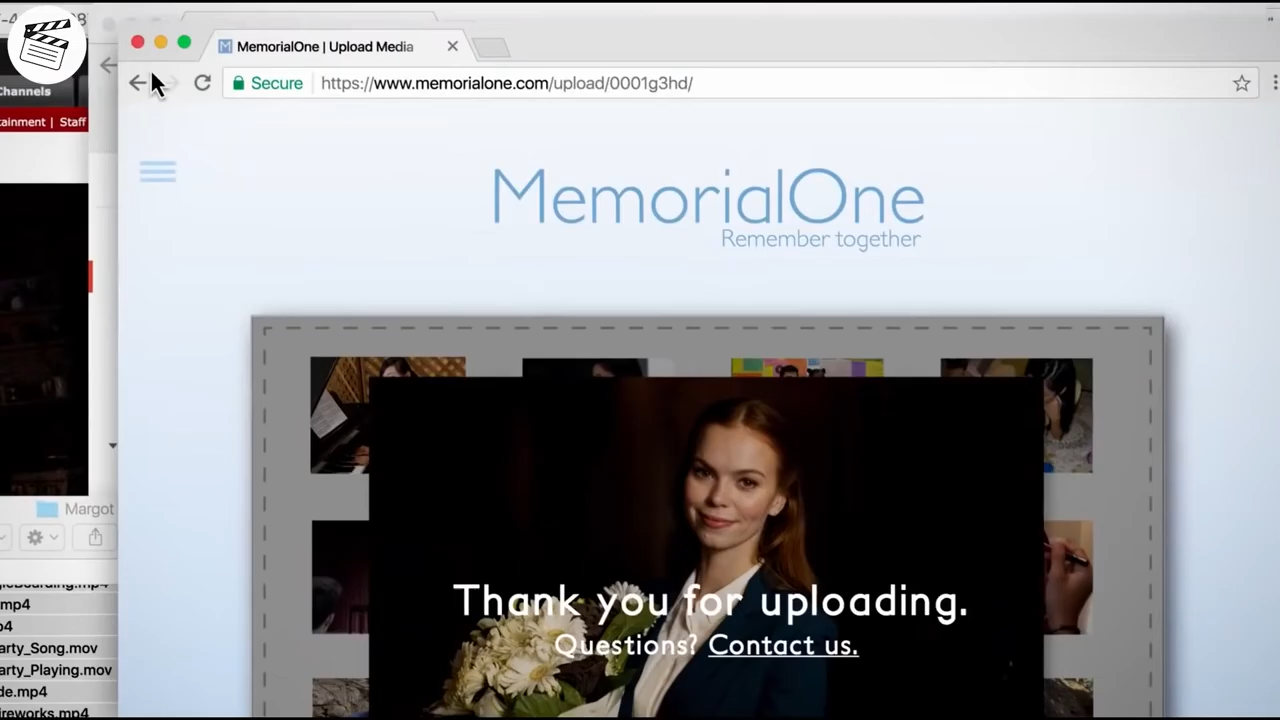 Channels
tainment | Staff
MemorialOne | Upload Media
Secure
https://www.memorialone.com/upload/0001g3hd/
MemorialOne
Remember together
Thank you for uploading.
Questions? Contact us.
Margot
.mp4
arty_Song.mov
arty_Playing.mov
de.mp4
ireworks.mp4